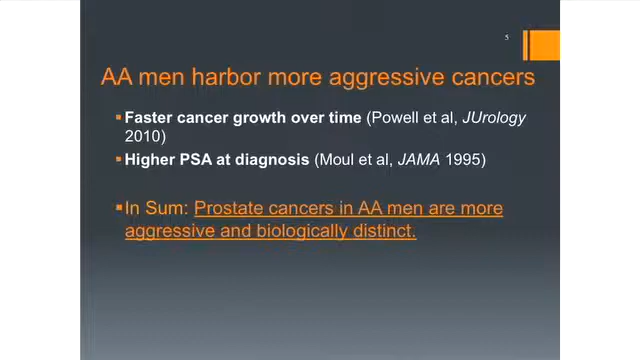 5
AA men harbor more aggressive cancers
▪Faster cancer growth over time (Powell et al, JUrology
2010)
▪Higher PSA at diagnosis (Moul et al, JAMA 1995)
▪In Sum: Prostate cancers in AA men are more
aggressive and biologically distinct.